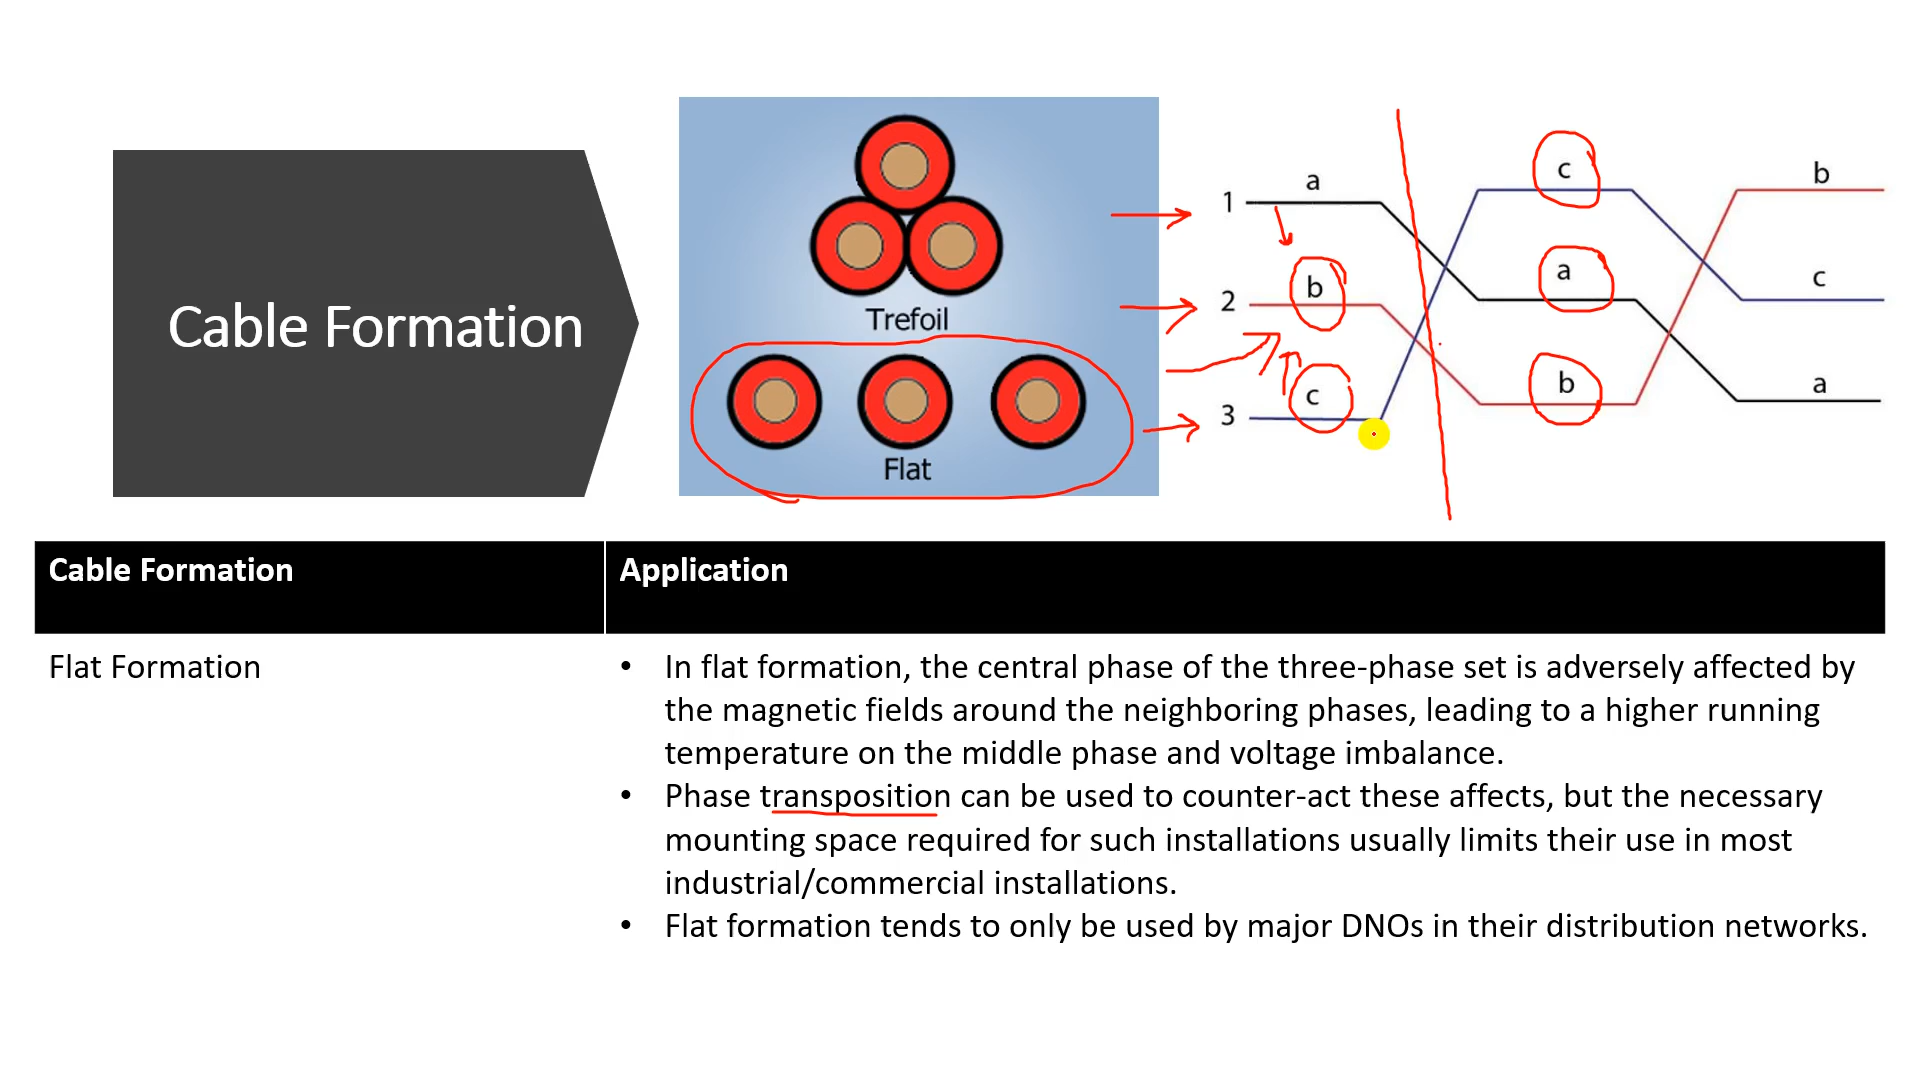 Cable Formation
Trefoil
Flat
1 a c b
2 b a c
3 c b a
Cable Formation
Application
Flat Formation
• In flat formation, the central phase of the three-phase set is adversely affected by
the magnetic fields around the neighboring phases, leading to a higher running
temperature on the middle phase and voltage imbalance.
• Phase transposition can be used to counter-act these affects, but the necessary
mounting space required for such installations usually limits their use in most
industrial/commercial installations.
• Flat formation tends to only be used by major DNOs in their distribution networks.